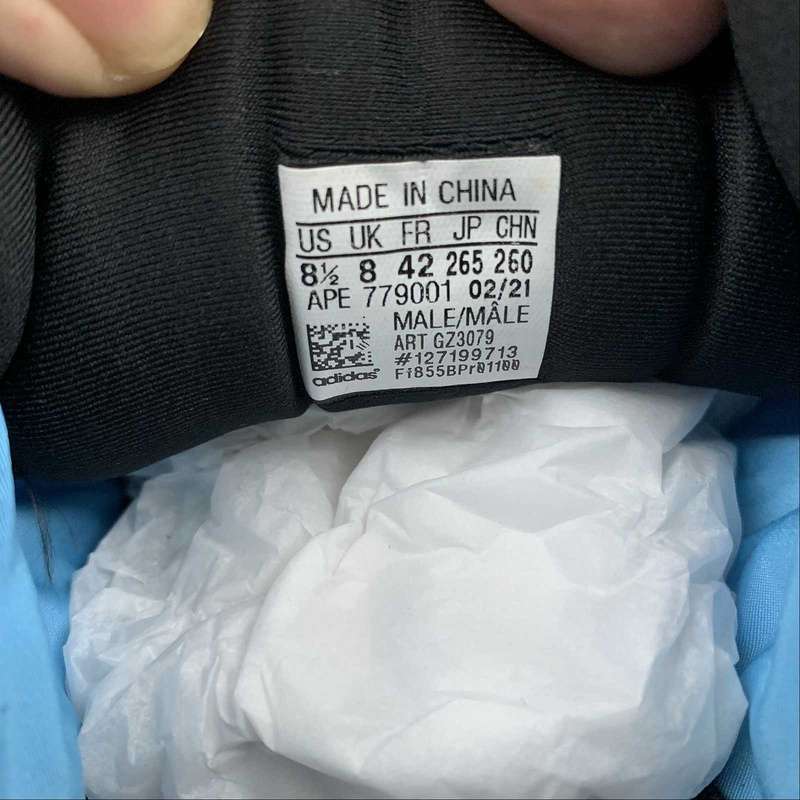 MADE IN CHINA
US UK FR JP CHN
8½ 8 42 265 260
APE 779001 02/21
MALE/MÂLE
ART GZ3079
#127199713
Fi855BPr01100
adidas